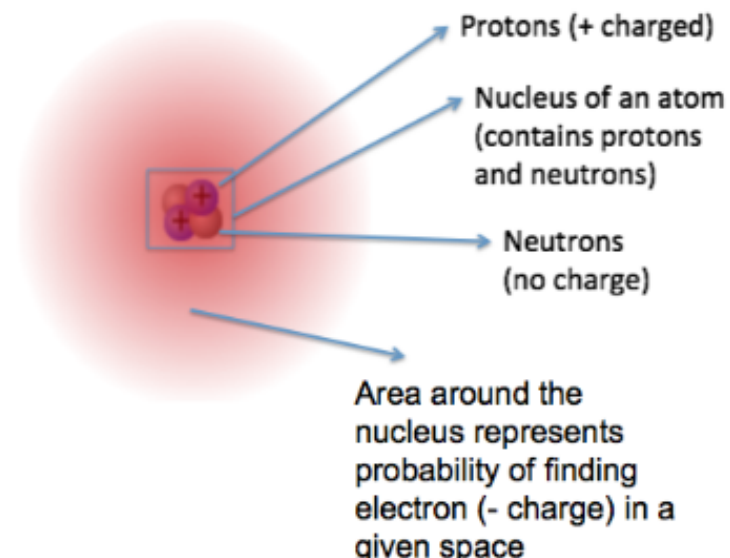 Protons (+ charged)
Nucleus of an atom
(contains protons
and neutrons)
+
+
Neutrons
(no charge)
Area around the
nucleus represents
probability of finding
electron (- charge) in a
given space